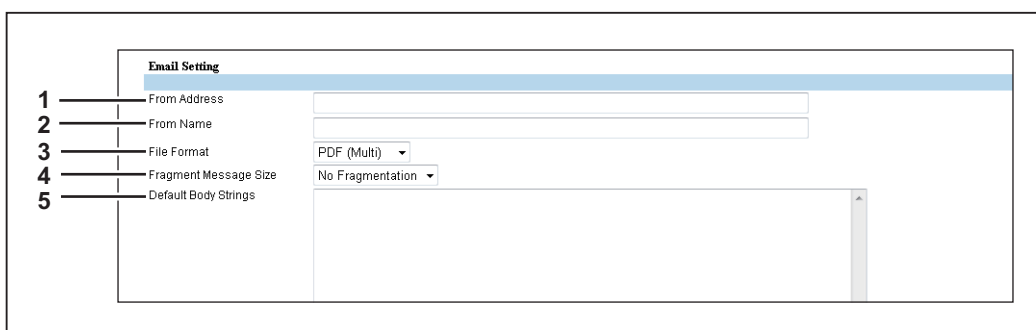 Email Setting
1 From Address
2 From Name
3 File Format PDF (Multi)
4 Fragment Message Size No Fragmentation
5 Default Body Strings